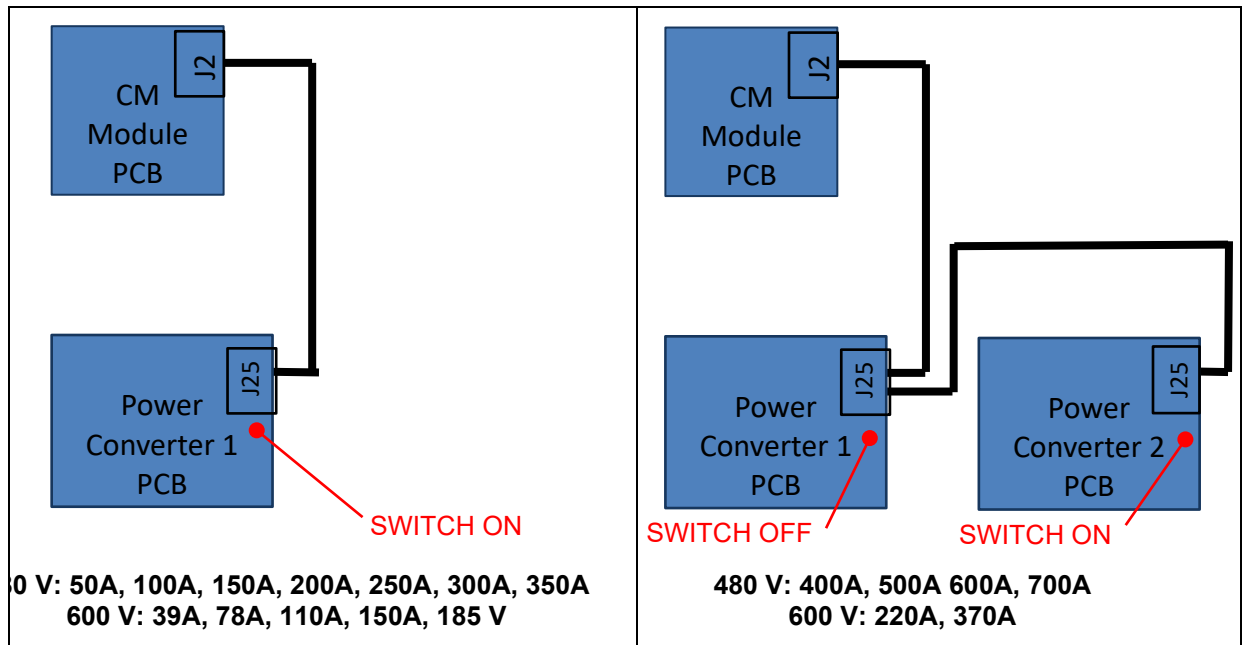 J2
CM
Module
PCB
J25
Power
Converter 1
PCB
SWITCH ON
0 V: 50A, 100A, 150A, 200A, 250A, 300A, 350A
600 V: 39A, 78A, 110A, 150A, 185 V
J2
CM
Module
PCB
J25
Power
Converter 1
PCB
SWITCH OFF
J25
Power
Converter 2
PCB
SWITCH ON
480 V: 400A, 500A 600A, 700A
600 V: 220A, 370A